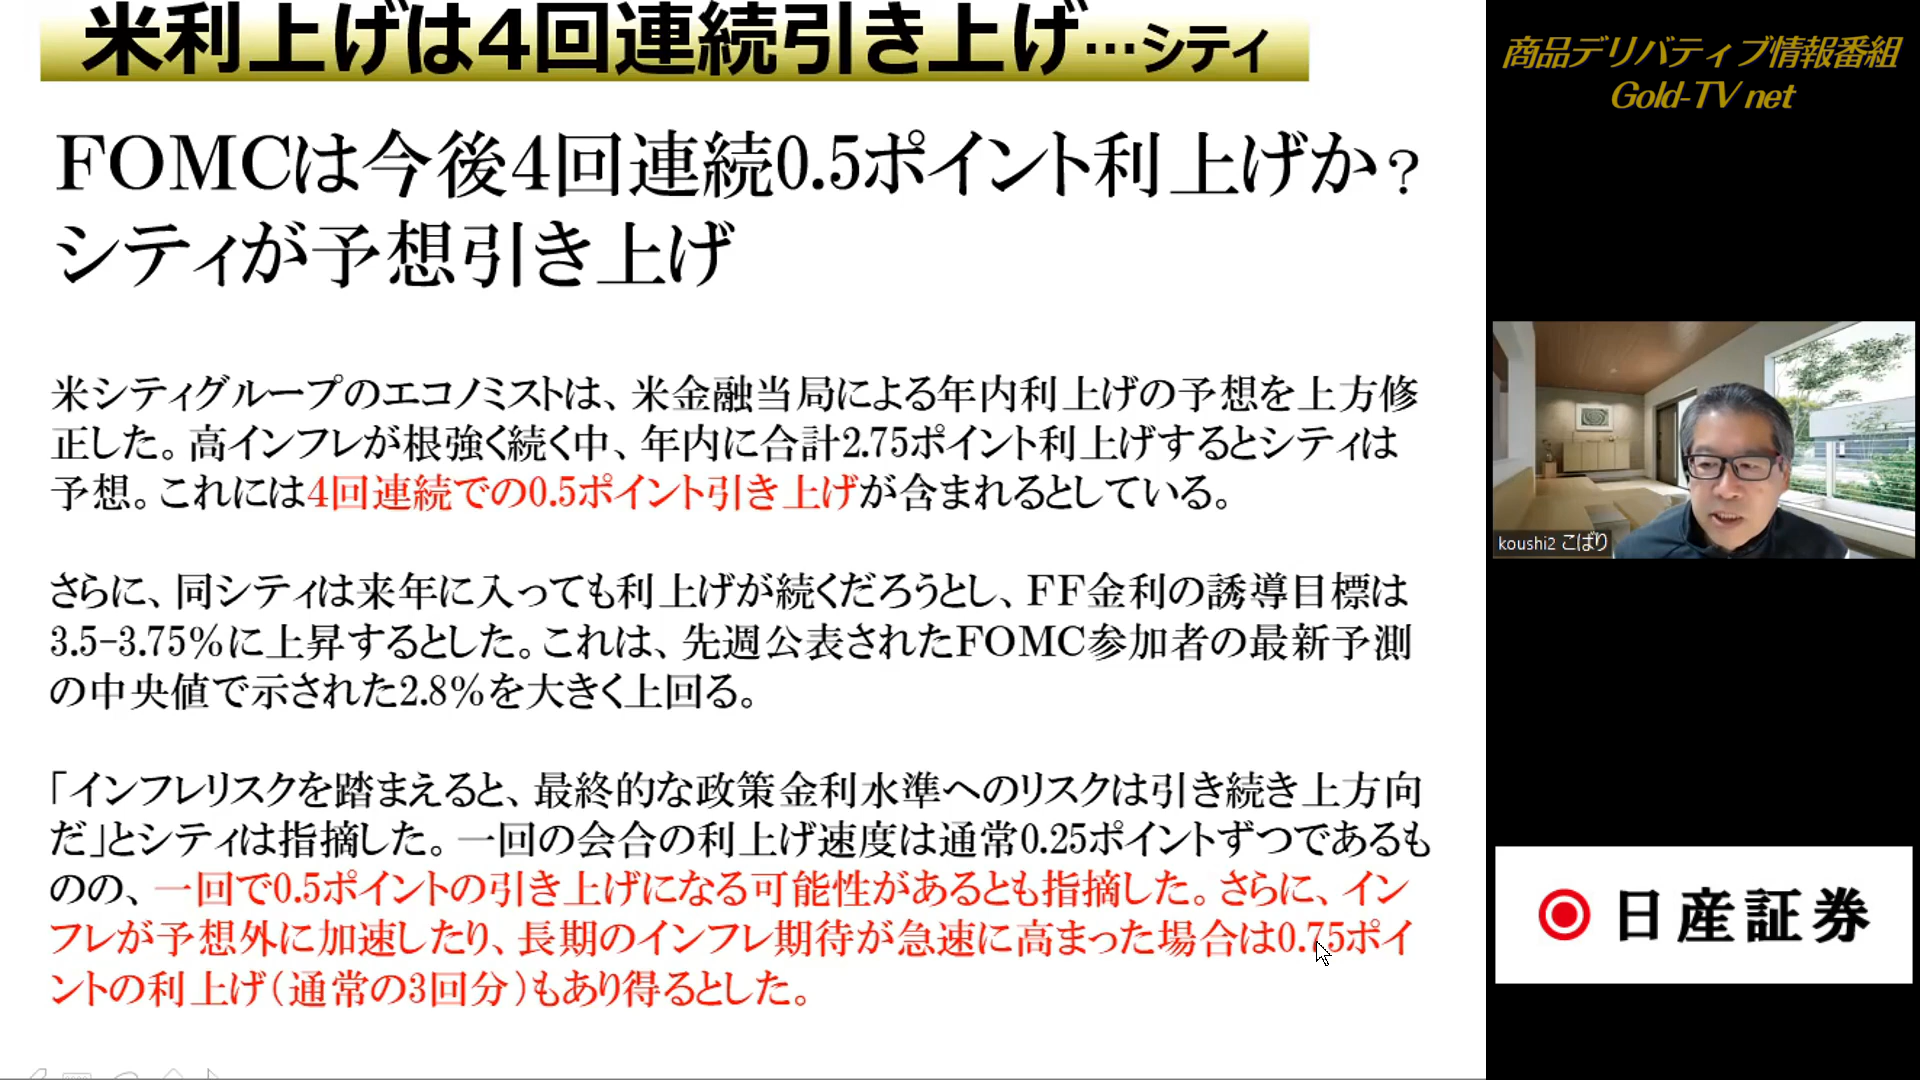 米利上げは4回連続引き上げ…シティ
FOMCは今後4回連続0.5ポイント利上げか？
シティが予想引き上げ
米シティグループのエコノミストは、米金融当局による年内利上げの予想を上方修
正した。高インフレが根強く続く中、年内に合計2.75ポイント利上げするとシティは
予想。これには4回連続での0.5ポイント引き上げが含まれるとしている。
さらに、同シティは来年に入っても利上げが続くだろうとし、FF金利の誘導目標は
3.5-3.75%に上昇するとした。これは、先週公表されたFOMC参加者の最新予測
の中央値で示された2.8%を大きく上回る。
「インフレリスクを踏まえると、最終的な政策金利水準へのリスクは引き続き上方向
だ」とシティは指摘した。一回の会合の利上げ速度は通常0.25ポイントずつであるも
のの、一回で0.5ポイントの引き上げになる可能性があるとも指摘した。さらに、イン
フレが予想外に加速したり、長期のインフレ期待が急速に高まった場合は0.75ポイ
ントの利上げ（通常の3回分）もあり得るとした。
商品デリバティブ情報番組
Gold-TV net
koushi2 こばり
日産証券